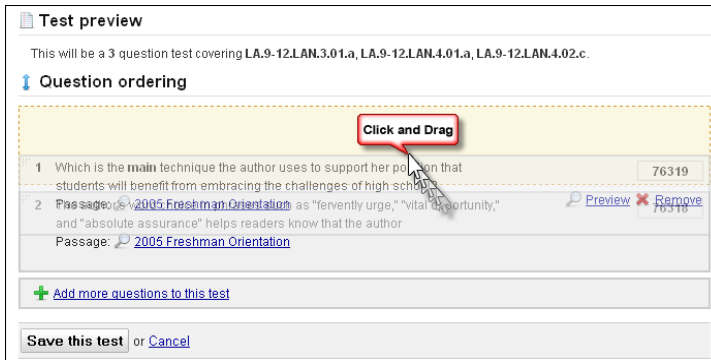 Test preview
This will be a 3 question test covering LA.9-12.LAN.3.01.a, LA.9-12.LAN.4.01.a, LA.9-12.LAN.4.02.c.
Question ordering
Click and Drag
1 Which is the main technique the author uses to support her position that
76319
students will benefit from embracing the challenges of high school?
Passage: 2005 Freshman Orientation
Preview Remove
2 as "fervently urge," "vital opportunity,"
76318
and "absolute assurance" helps readers know that the author
Passage: 2005 Freshman Orientation
Add more questions to this test
Save this test or Cancel